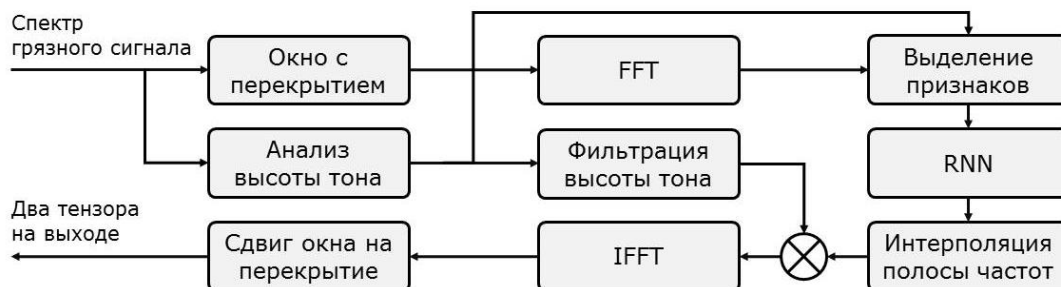 Спектр
грязного сигнала
Окно с
перекрытием
FFT
Выделение
признаков
Анализ
высоты тона
Фильтрация
высоты тона
RNN
Два тензора
на выходе
Сдвиг окна на
перекрытие
IFFT
Интерполяция
полосы частот